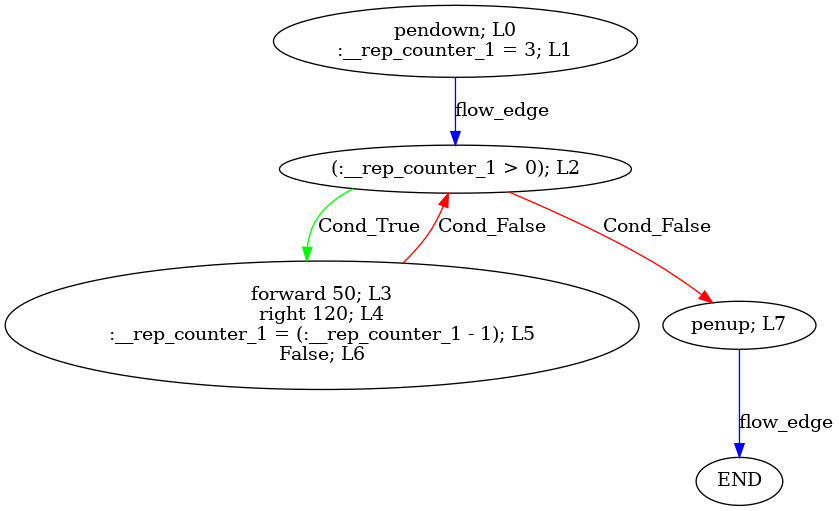 pendown; L0
:__rep_counter_1 = 3; L1
flow_edge
(:__rep_counter_1 > 0); L2
Cond_True
Cond_False
Cond_False
forward 50; L3
right 120; L4
:__rep_counter_1 = (:__rep_counter_1 - 1); L5
False; L6
penup; L7
flow_edge
END